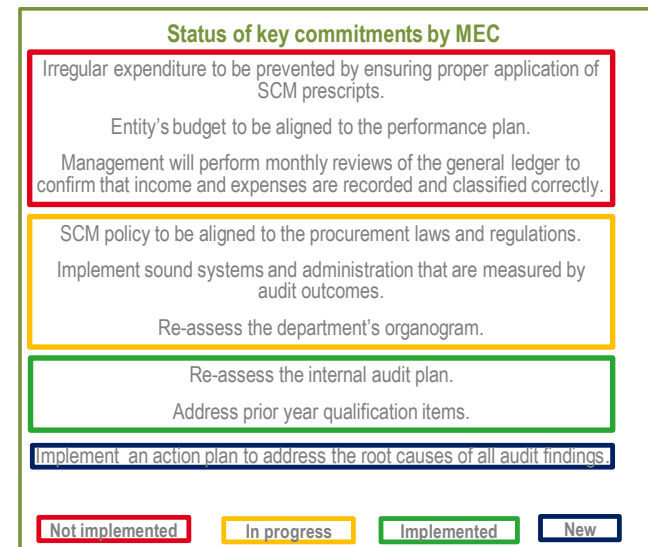 Status of key commitments by MEC
Irregular expenditure to be prevented by ensuring proper application of
SCM prescripts.
Entity's budget to be aligned to the performance plan.
Management will perform monthly reviews of the general ledger to
confirm that income and expenses are recorded and classified correctly.
SCM policy to be aligned to the procurement laws and regulations.
Implement sound systems and administration that are measured by
audit outcomes.
Re-assess the department's organogram.
Re-assess the internal audit plan.
Address prior year qualification items.
Implement an action plan to address the root causes of all audit findings.
Not implemented In progress Implemented New